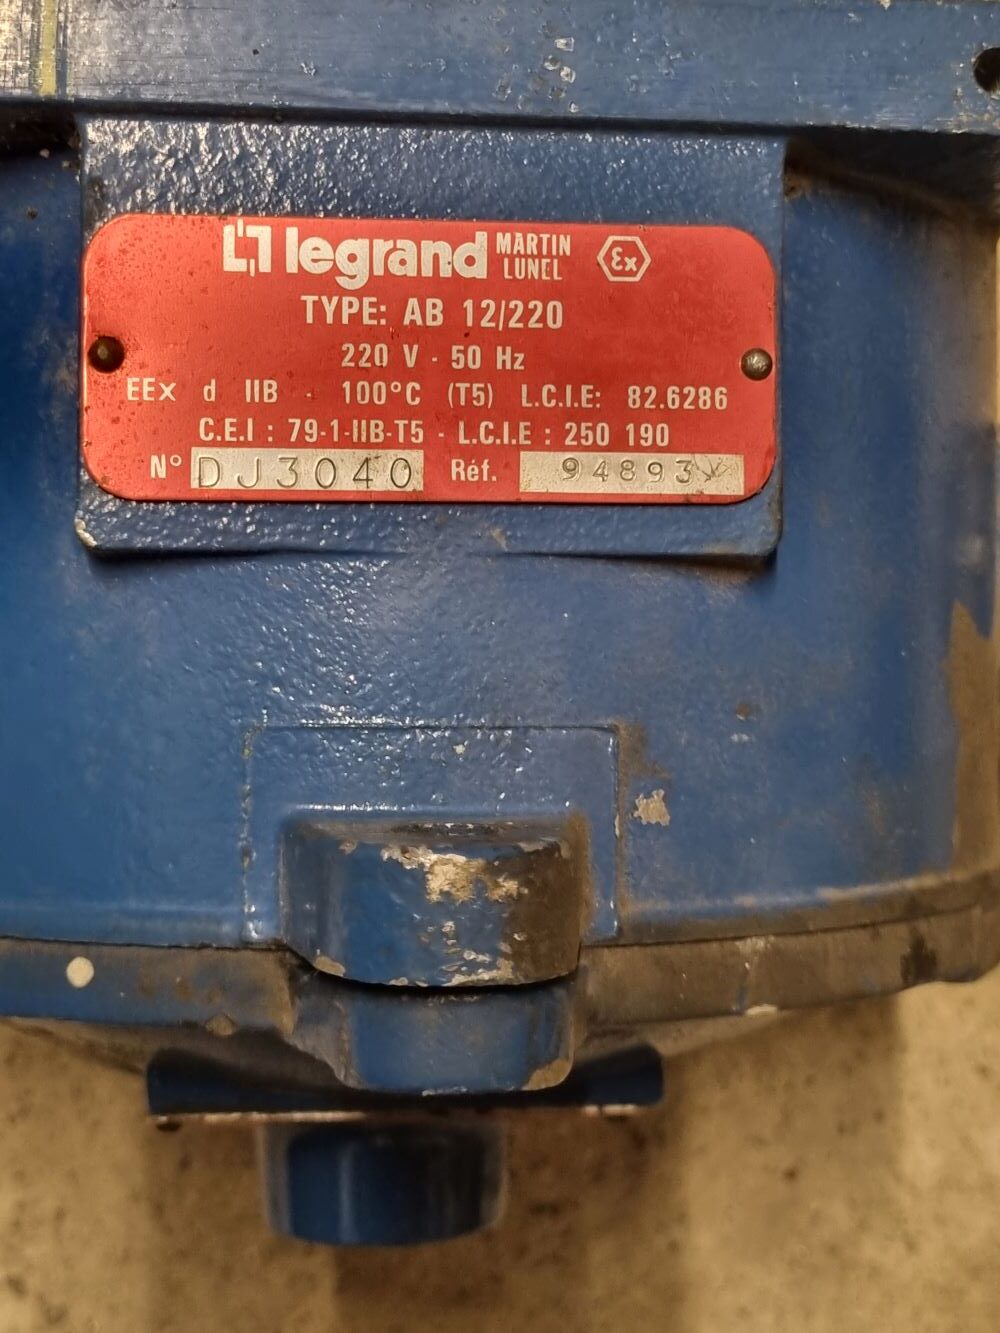 legrand MARTIN LUNEL Ex
TYPE: AB 12/220
220 V - 50 Hz
EEx d IIB - 100°C (T5) L.C.I.E: 82.6286
C.E.I : 79-1-IIB-T5 - L.C.I.E : 250 190
N° DJ3040 Réf. 94893